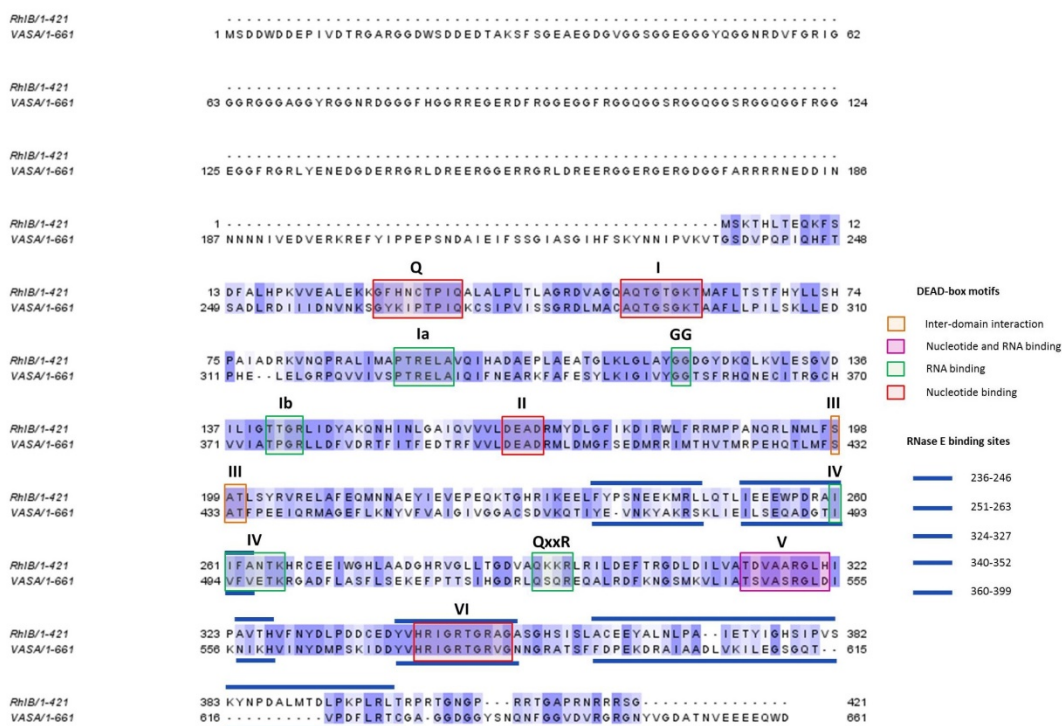 RhlB/1-421 --------------------------------------------------------------
VASA/1-661 1 MSDDWDDEPIVDTRGARGGDWSDDEDTAKSFSGEAEGDGVGGSGGEGGGYQGGNRDVFGRIG 62
RhlB/1-421 --------------------------------------------------------------
VASA/1-661 63 GGRGGGAGGYRGGNRDGGGFHGGRREGERDFRGGEGGFRGGQGGSRGGQGGSRGGQGGFRGG 124
RhlB/1-421 --------------------------------------------------------------
VASA/1-661 125 EGGFRGRLYENEDGDERRGRLDREERGGERRGRLDREERGGERGERGDGGFARRRRNEDDIN 186
RhlB/1-421 1 --------------------------------------------------MSKTHLTEQKFS 12
VASA/1-661 187 NNNNIVEDVERKREFYIPPEPSNDAIEIFSSGIASGIHFSKYNNIPVKVTGSDVPQPIQHFT 248
Q I
RhlB/1-421 13 DFALHPKVVEALEKKGFHNCTPIQALALPLTLAGRDVAGQAQTGTGKTMAFLTSTFHYLLSH 74
VASA/1-661 249 SADLRDIIIDNVNKSGYKIPTPIQKCSIPVISSGRDLMACAQTGSGKTAAFLLPILSKLLED 310
Ia GG
RhlB/1-421 75 PAIADRKVNQPRALIMAPTRELAVQIHADAEPLAEATGLKLGLAYGGDGYDKQLKVLESGVD 136
VASA/1-661 311 PHE--LELGRPQVVIVSPTRELAIQIFNEARKFAFESYLKIGIVYGGTSFRHQNECITRGCH 370
Ib II III
RhlB/1-421 137 ILIGTTGRLIDYAKQNHINLGAIQVVVLDEADRMYDLGFIKDIRWLFRRMPPANQRLNMLFS 198
VASA/1-661 371 VVIATPGRLLDFVDRTFITFEDTRFVVLDEADRMLDMGFSEDMRRIMTHVTMRPEHQTLMFS 432
III IV
RhlB/1-421 199 ATLSYRVRELAFEQMNNAEYIEVEPEQKTGHRIKEELFYPSNEEKMRLLQTLIEEEWPDRAI 260
VASA/1-661 433 ATFPEEIQRMAGEFLKNYVFVAIGIVGGACSDVKQTIYE-VNKYAKRSKLIEILSEQADGTI 493
IV QxxR V
RhlB/1-421 261 IFANTKHRCEEIWGHLAADGHRVGLLTGDVAQKKRLRILDEFTRGDLDILVATDVAARGLHI 322
VASA/1-661 494 VFVETKRGADFLASFLSEKEFPTTSIHGDRLQSQREQALRDFKNGSMKVLIATSVASRGLDI 555
VI
RhlB/1-421 323 PAVTHVFNYDLPDDCEDYVHRIGRTGRAGASGHSISLACEEYALNLPA--IETYIGHSIPVS 382
VASA/1-661 556 KNIKHVINYDMPSKIDDYVHRIGRTGRVGNNGRATSFFDPEKDRAIAADLVKILEGSGQT-- 615
RhlB/1-421 383 KYNPDALMTDLPKPLRLTRPRTGNGP--RRTGAPRNRRRSG---------------------- 421
VASA/1-661 616 ----------VPDFLRTCGA-GGDGGYSNQNFGGVDVRGRGNYVGDATNVEEEEQWD 661
DEAD-box motifs
Inter-domain interaction
Nucleotide and RNA binding
RNA binding
Nucleotide binding
RNase E binding sites
236-246
251-263
324-327
340-352
360-399